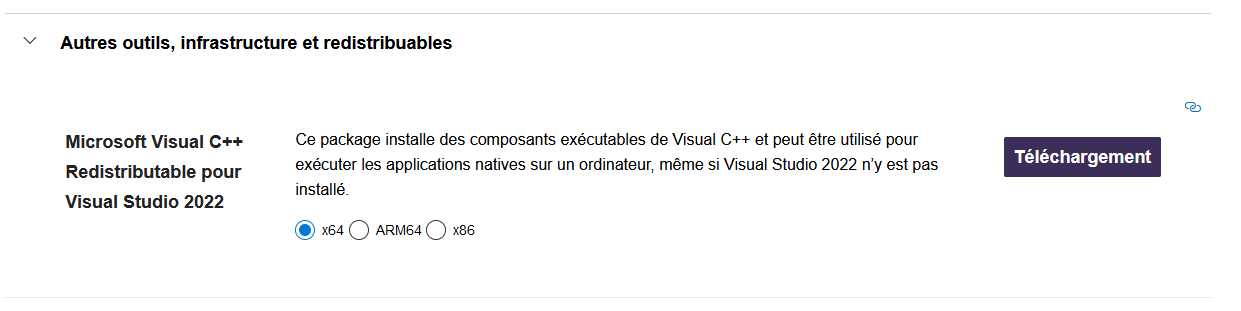 Autres outils, infrastructure et redistribuables
Microsoft Visual C++
Redistributable pour
Visual Studio 2022
Ce package installe des composants exécutables de Visual C++ et peut être utilisé pour
exécuter les applications natives sur un ordinateur, même si Visual Studio 2022 n’y est pas
installé.
x64 ARM64 x86
Téléchargement